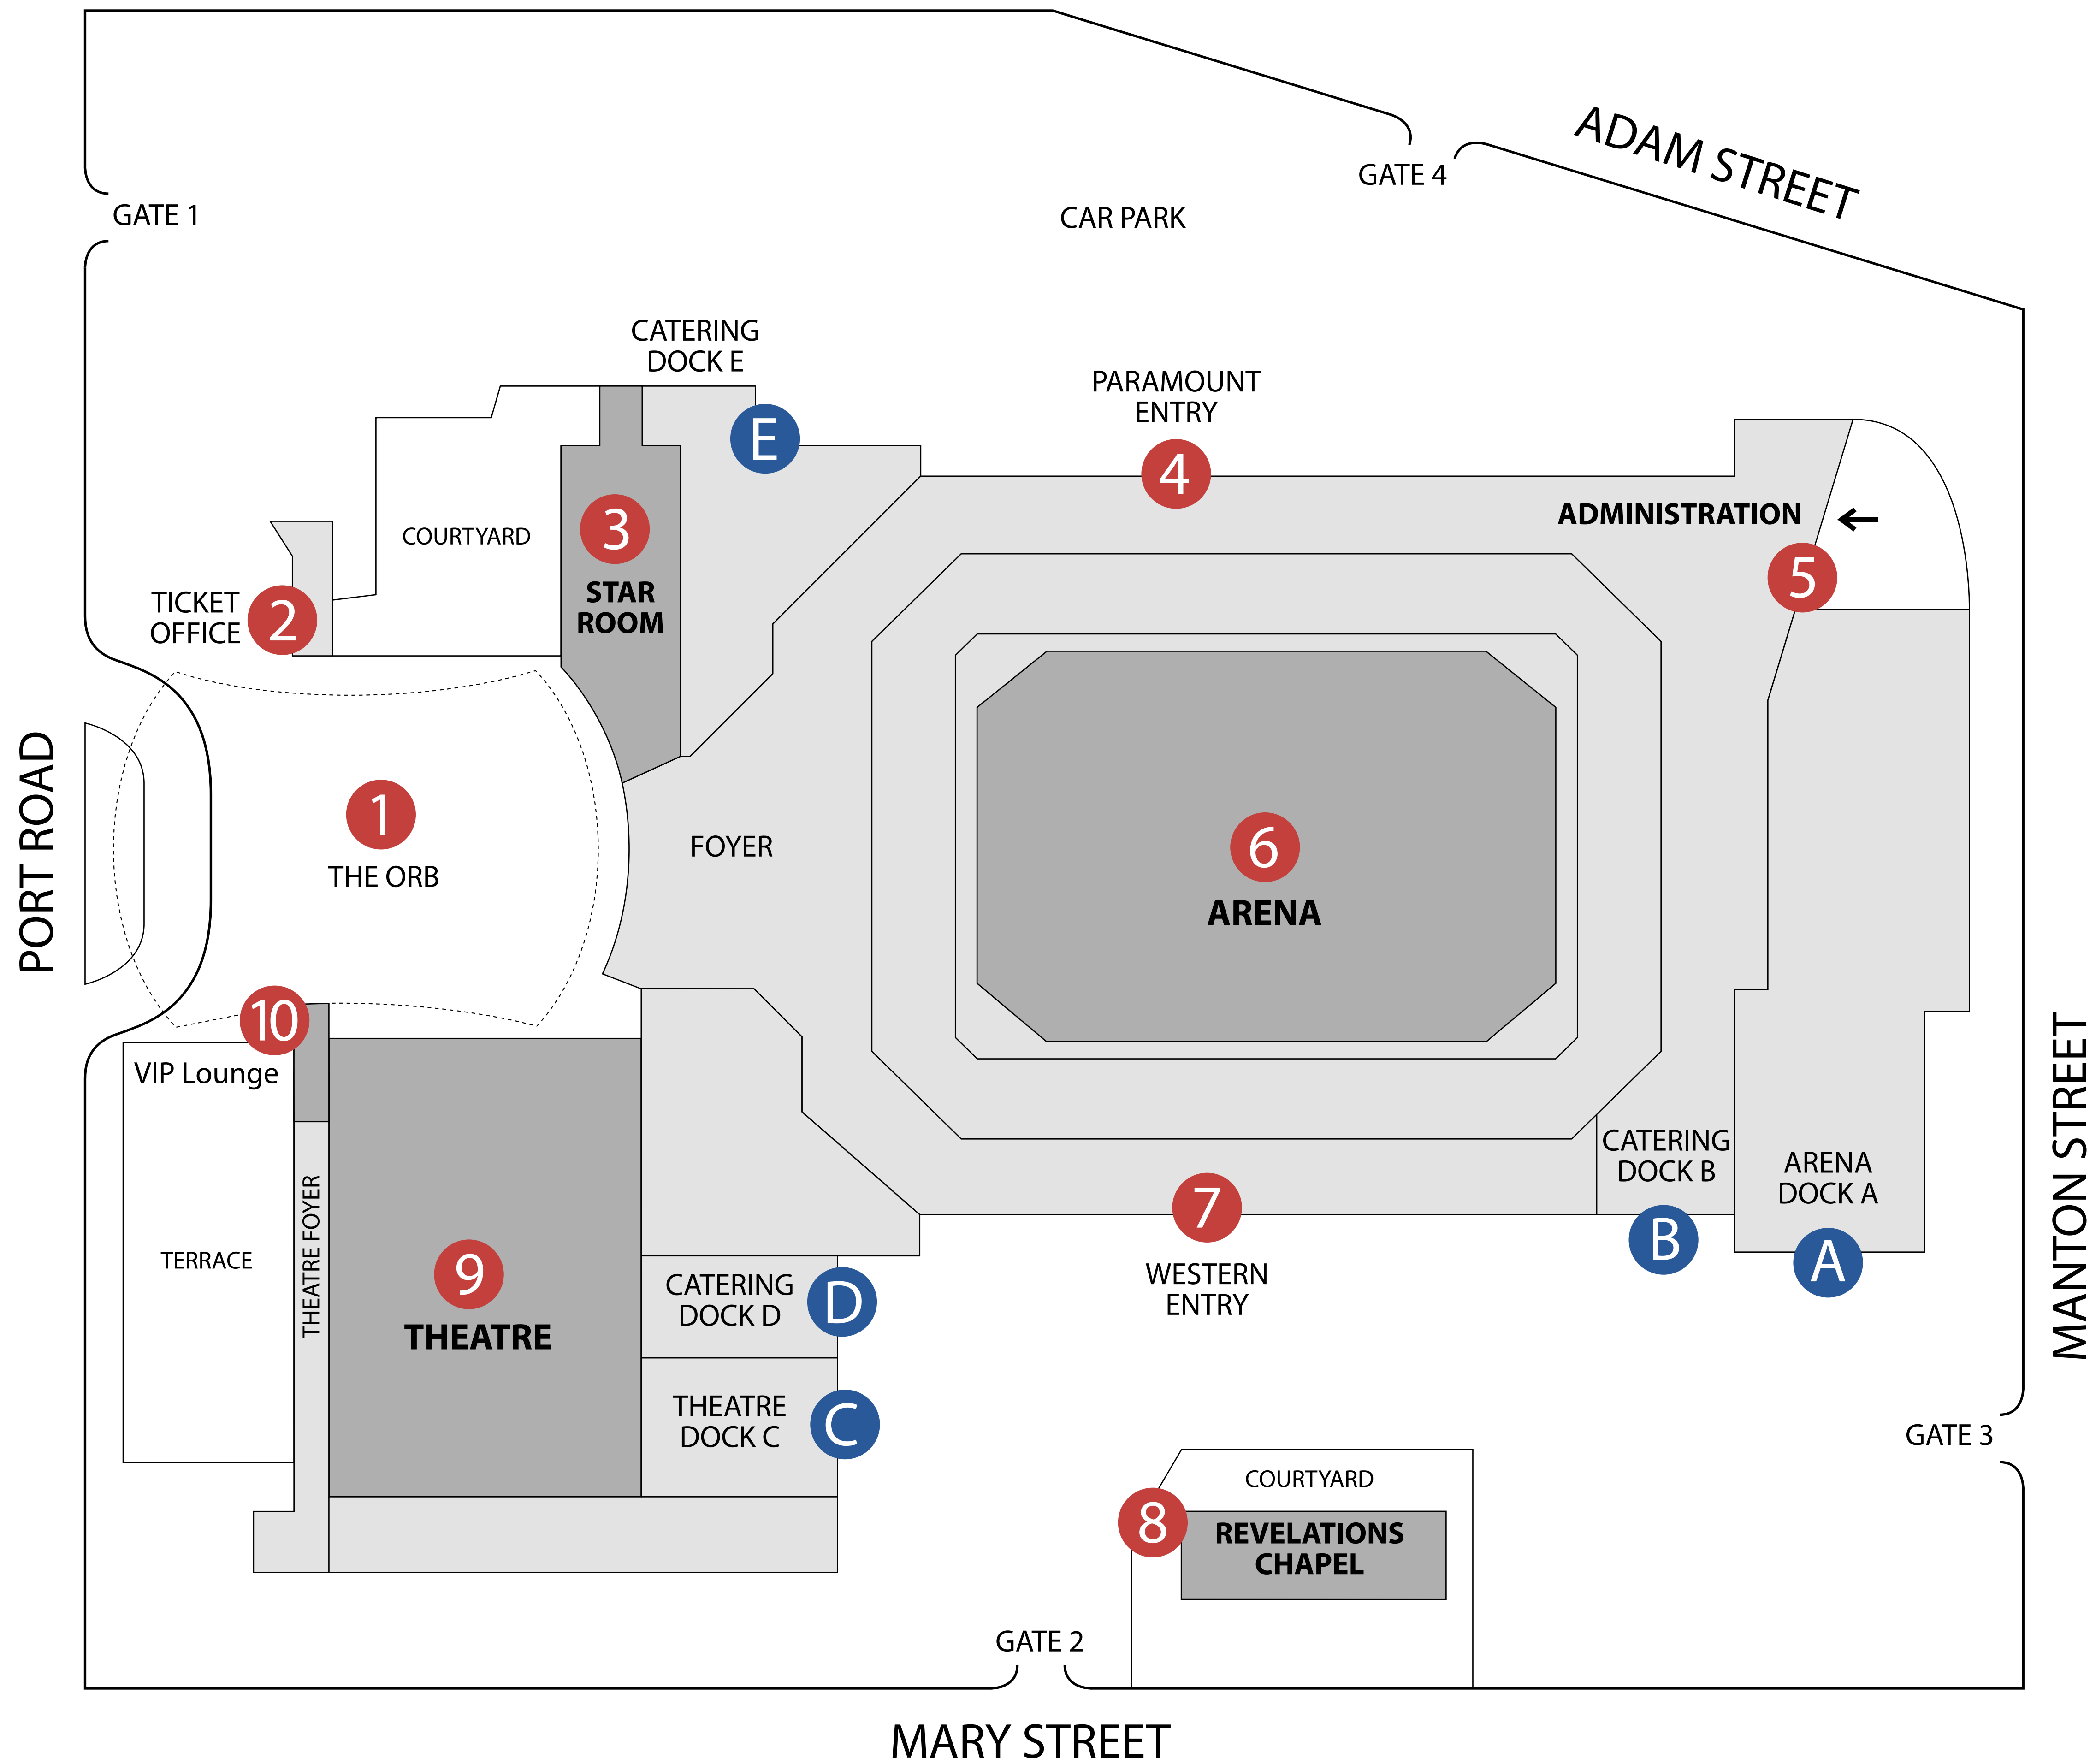 ADAM STREET
GATE 4
GATE 1
CAR PARK
CATERING
DOCK E
E
PARAMOUNT
ENTRY
4
ADMINISTRATION
5
COURTYARD
3
STAR
ROOM
TICKET
OFFICE
2
PORT ROAD
1
THE ORB
FOYER
6
ARENA
10
VIP Lounge
TERRACE
THEATRE FOYER
9
THEATRE
CATERING
DOCK D
D
THEATRE
DOCK C
C
7
WESTERN
ENTRY
CATERING
DOCK B
B
ARENA
DOCK A
A
MANTON STREET
GATE 3
COURTYARD
8
REVELATIONS
CHAPEL
GATE 2
MARY STREET